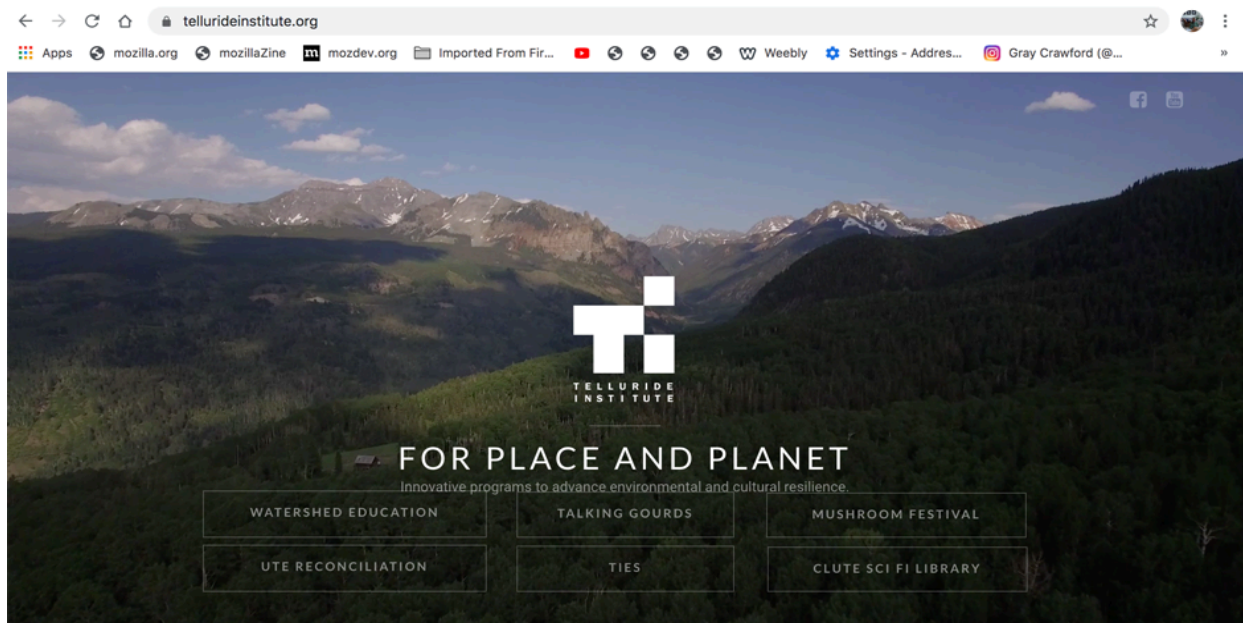 tellurideinstitute.org
Apps mozilla.org mozillaZine m mozdev.org Imported From Fir... W Weebly Settings - Addres... Gray Crawford (@... »
TELLURIDE
INSTITUTE
FOR PLACE AND PLANET
Innovative programs to advance environmental and cultural resilience.
WATERSHED EDUCATION TALKING GOURDS MUSHROOM FESTIVAL
UTE RECONCILIATION TIES CLUTE SCI FI LIBRARY